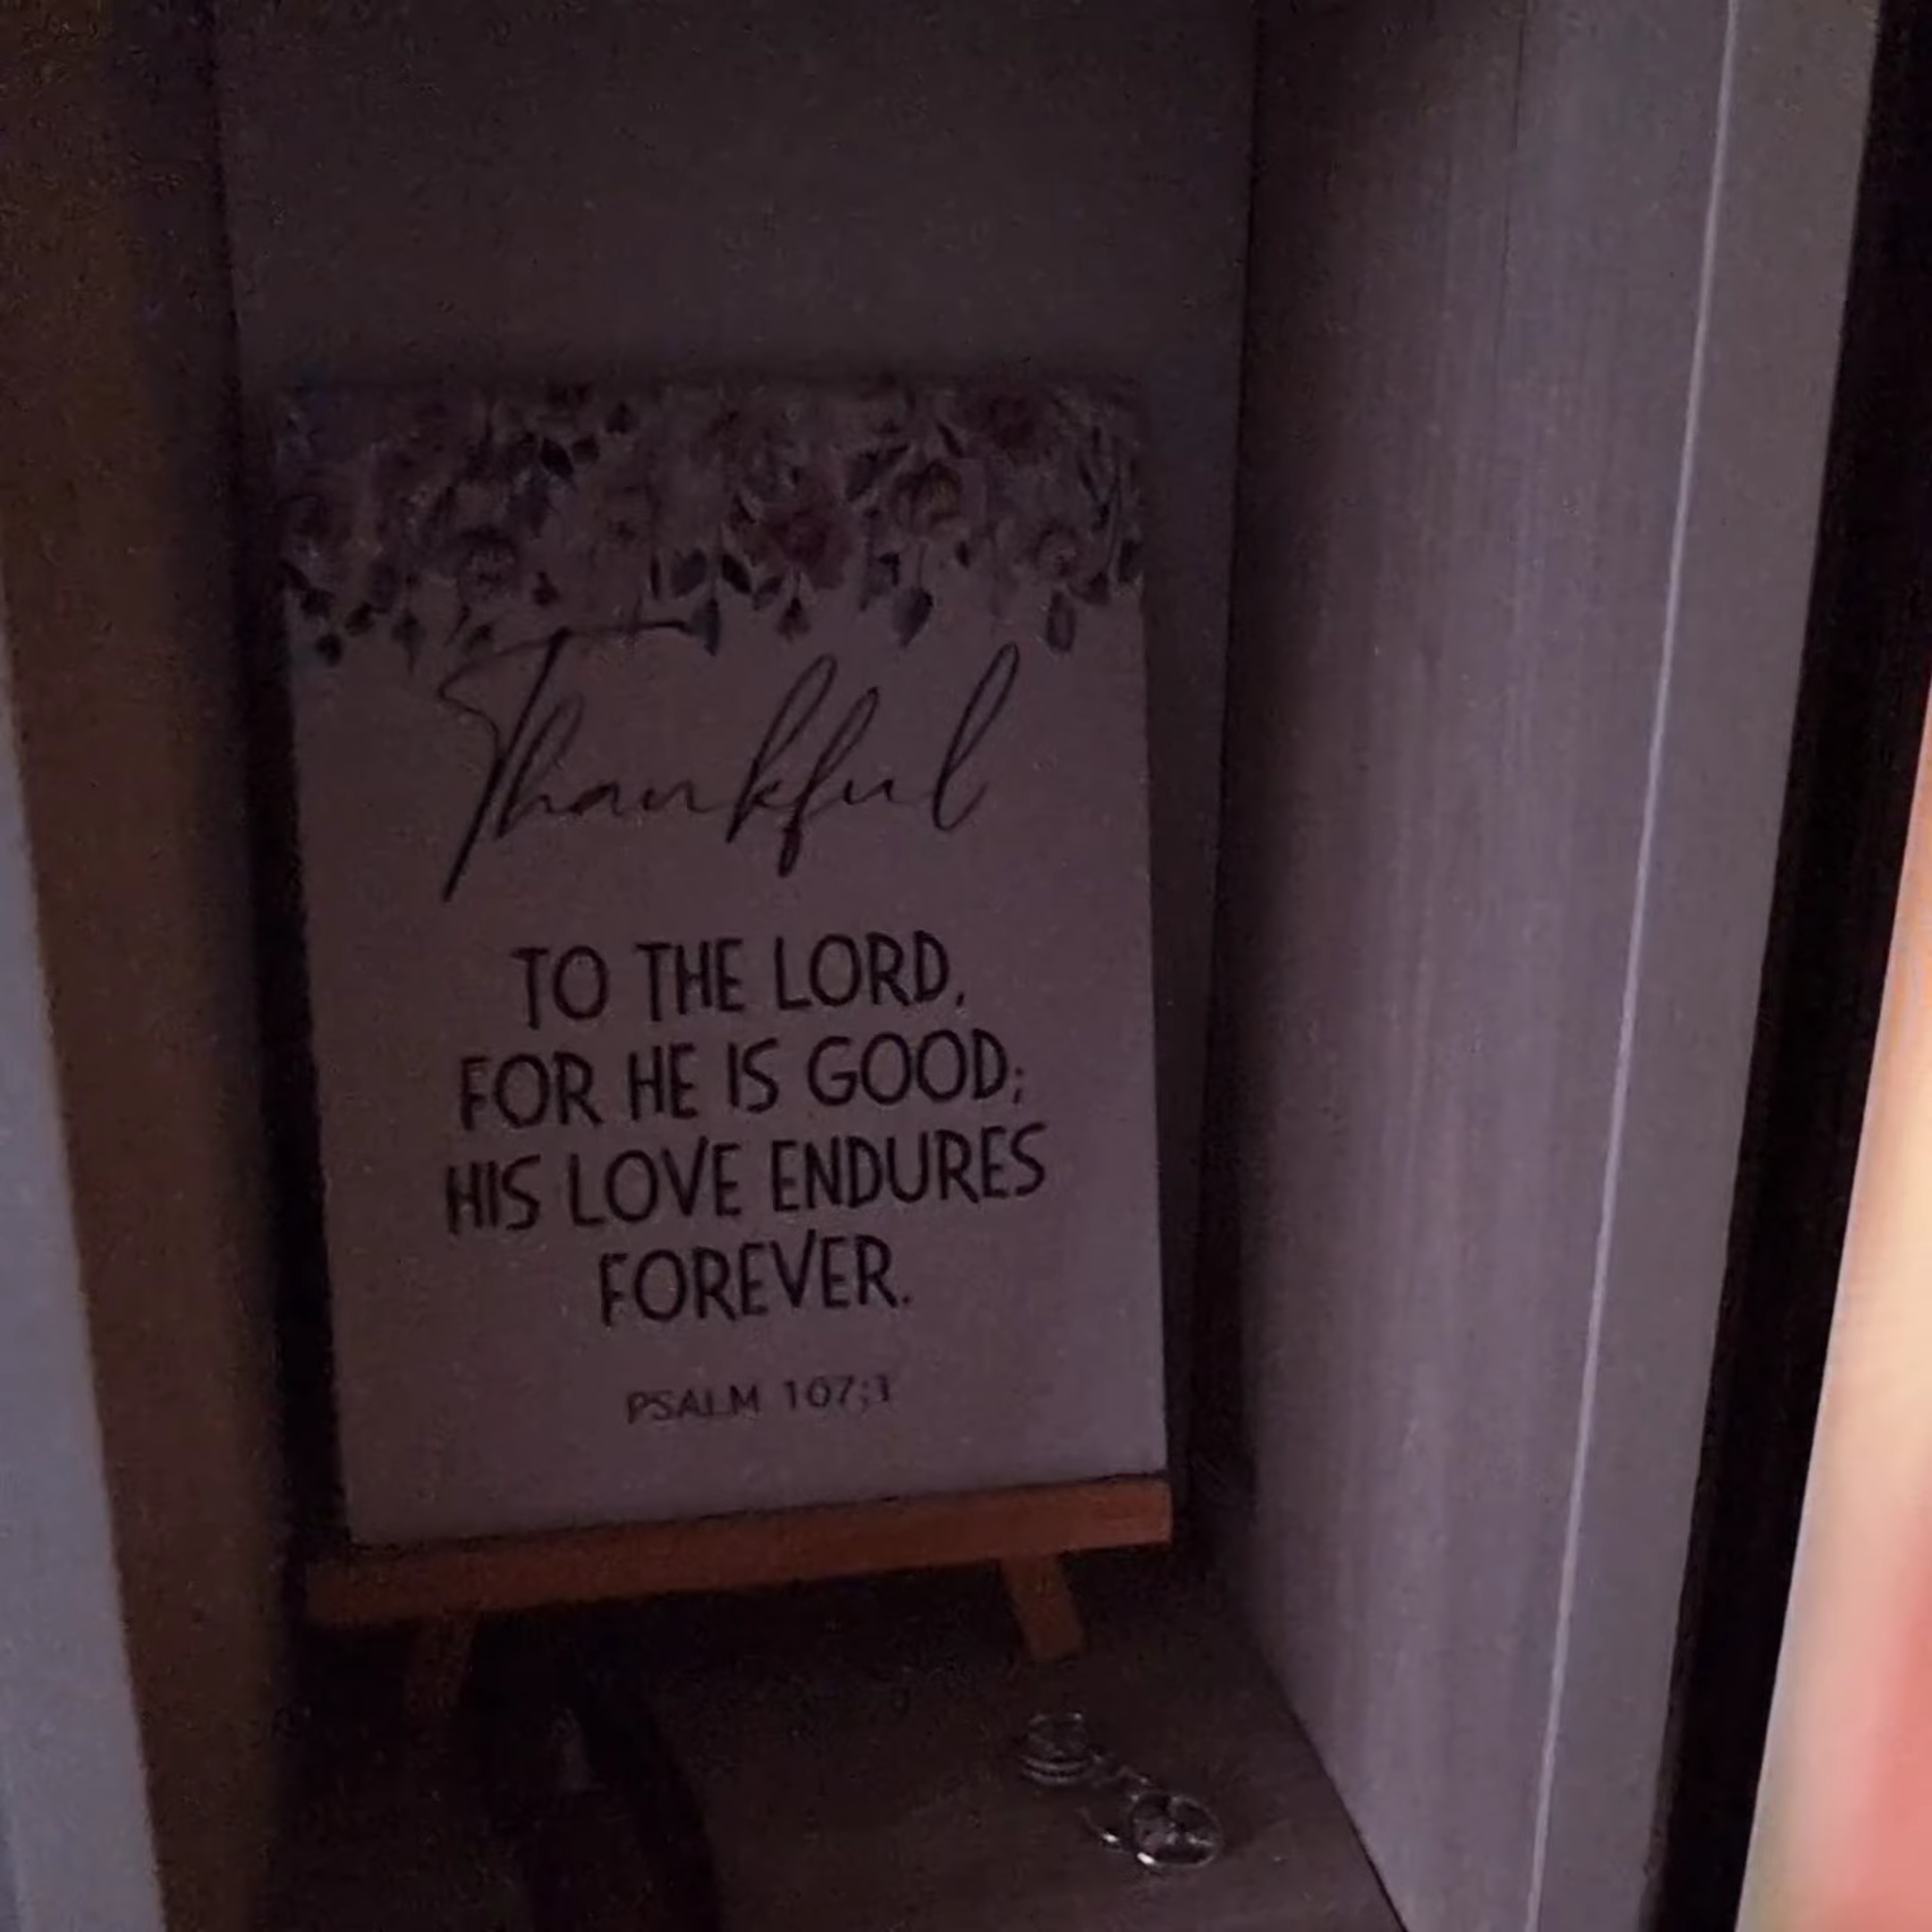 Thankful
TO THE LORD,
FOR HE IS GOOD;
HIS LOVE ENDURES
FOREVER.
PSALM 107;1